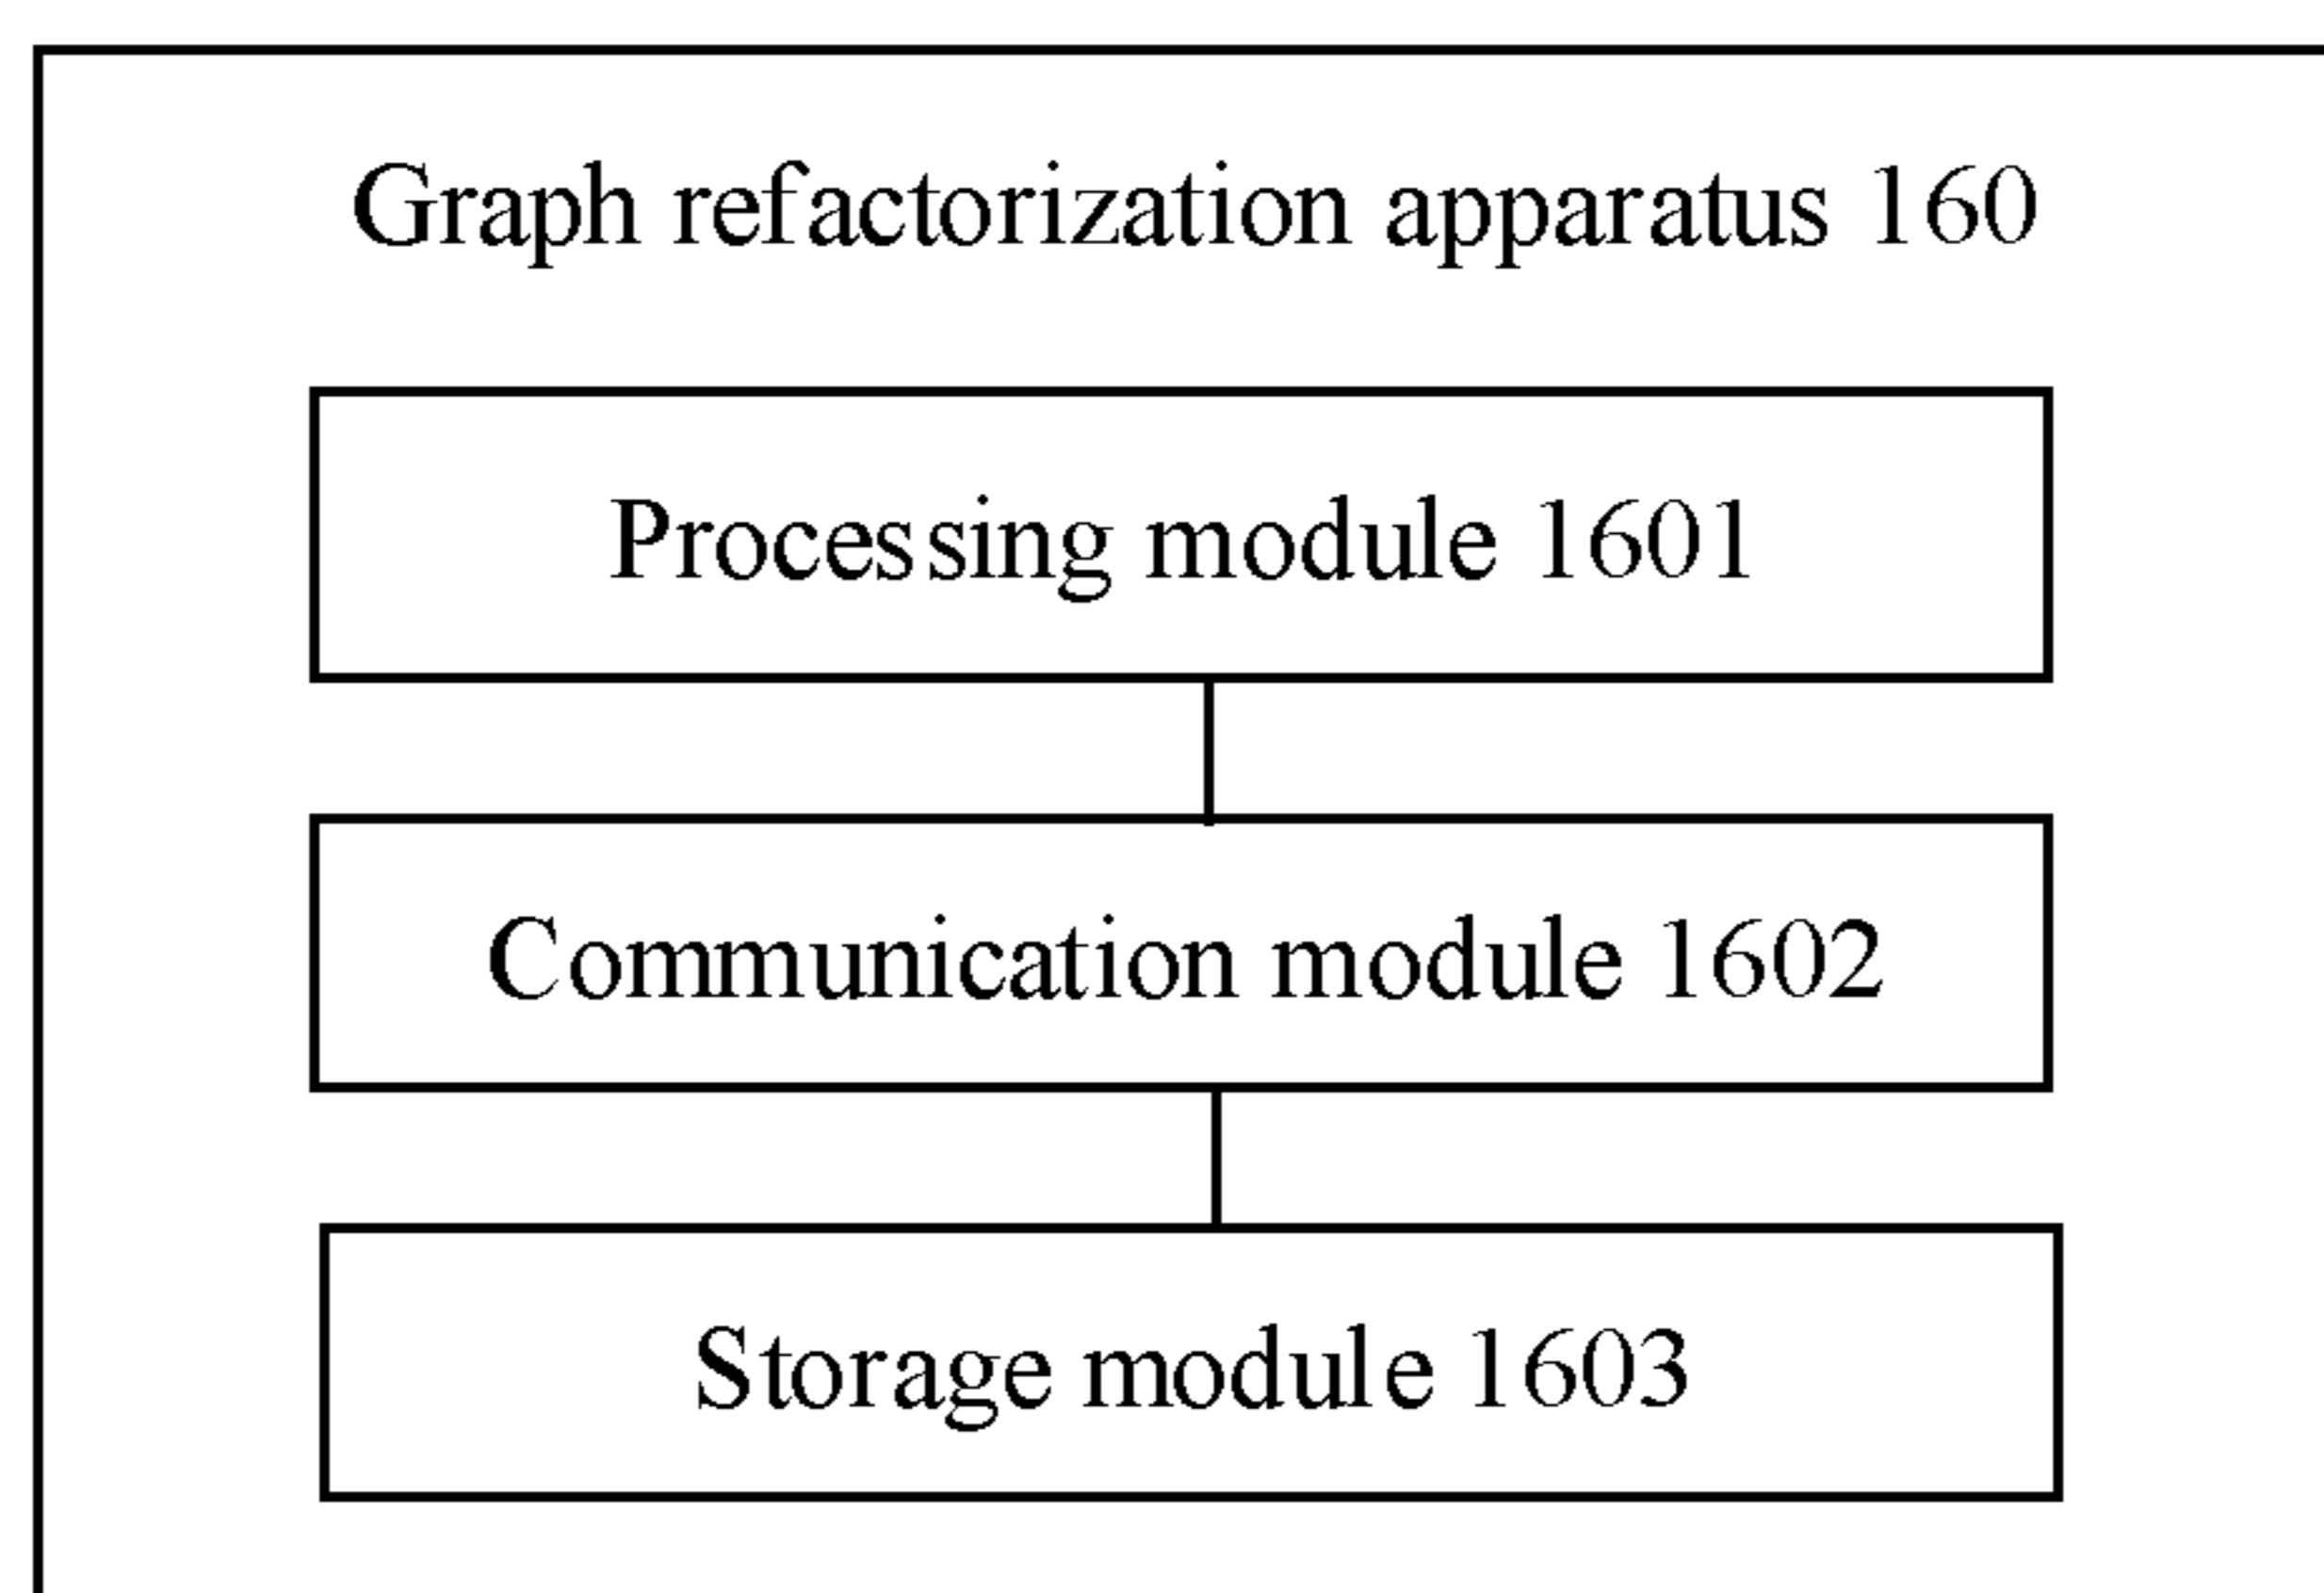 Graph refactorization apparatus 160
Processing module 1601
Communication module 1602
Storage module 1603